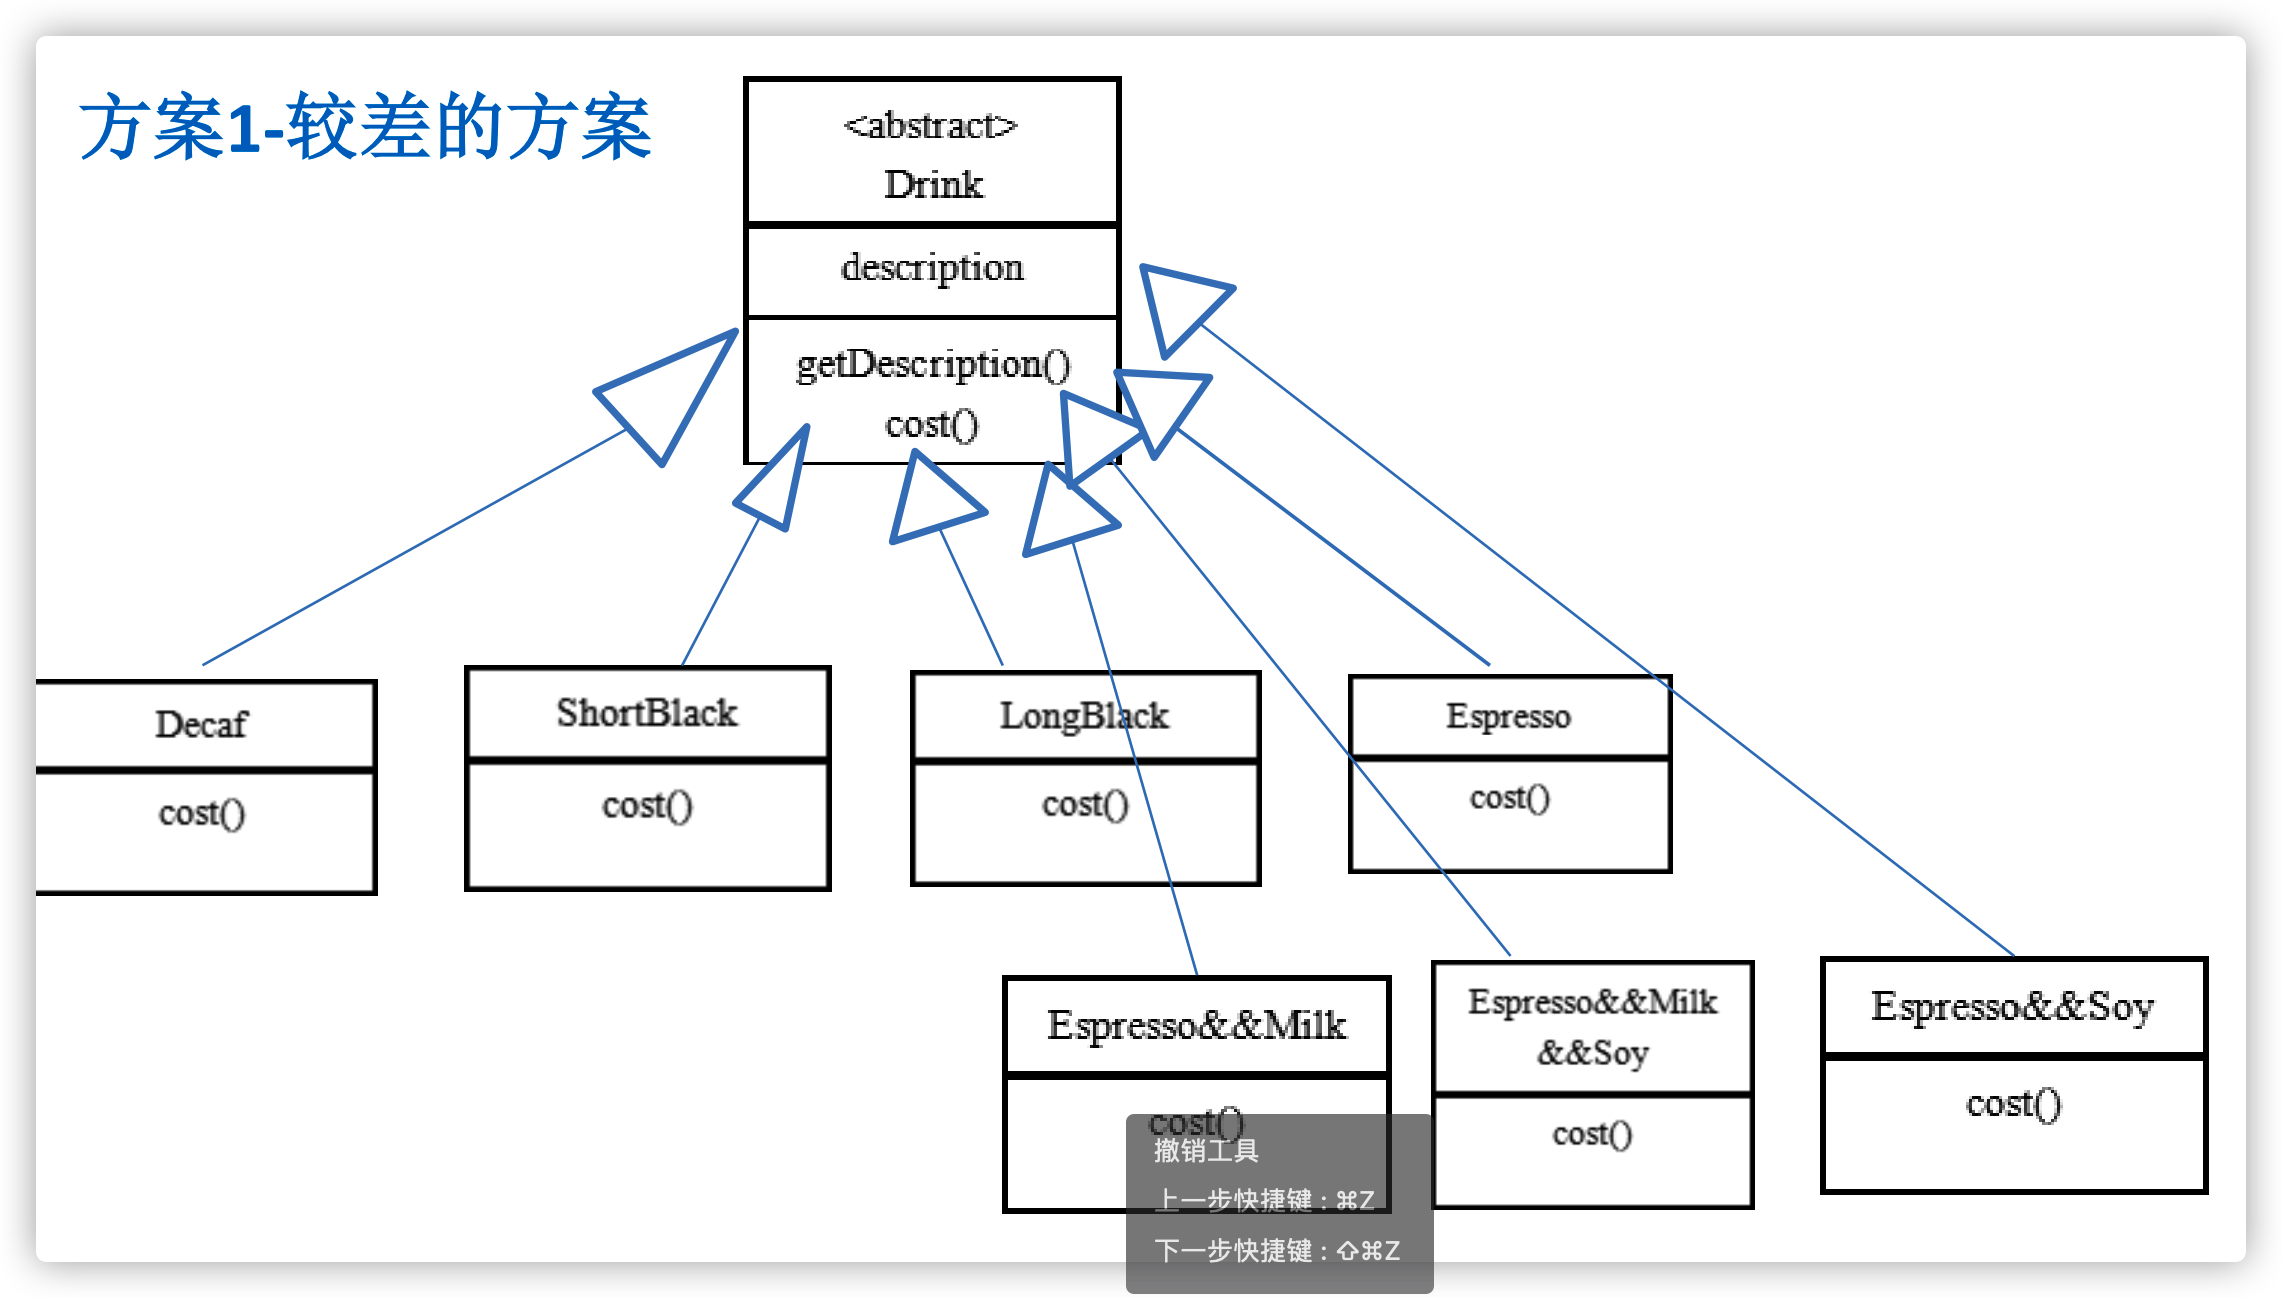 方案1-较差的方案
<abstract>
Drink
description
getDescription()
cost()
Decaf
cost()
ShortBlack
cost()
LongBlack
cost()
Espresso
cost()
Espresso&&Milk
cost()
Espresso&&Milk
&&Soy
cost()
Espresso&&Soy
cost()
撤销工具
上一步快捷键：⌘Z
下一步快捷键：⇧⌘Z